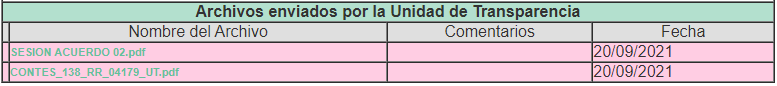 Archivos enviados por la Unidad de Transparencia
Nombre del Archivo Comentarios Fecha
SESION ACUERDO 02.pdf 20/09/2021
CONTES_138_RR_04179_UT.pdf 20/09/2021